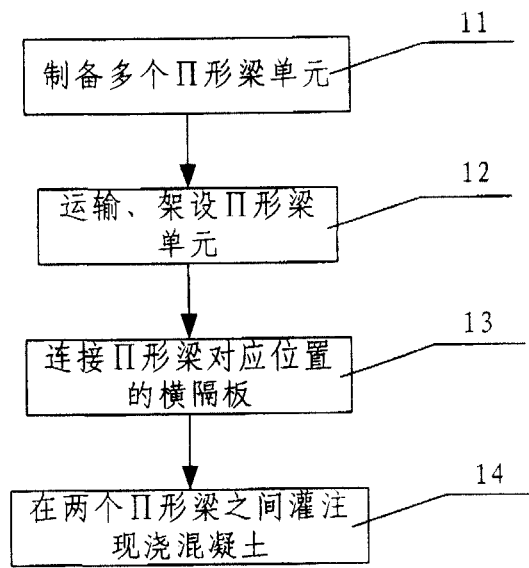 11
制备多个Π形梁单元
12
运输、架设Π形梁
单元
13
连接Π形梁对应位置
的横隔板
14
在两个Π形梁之间灌注
现浇混凝土